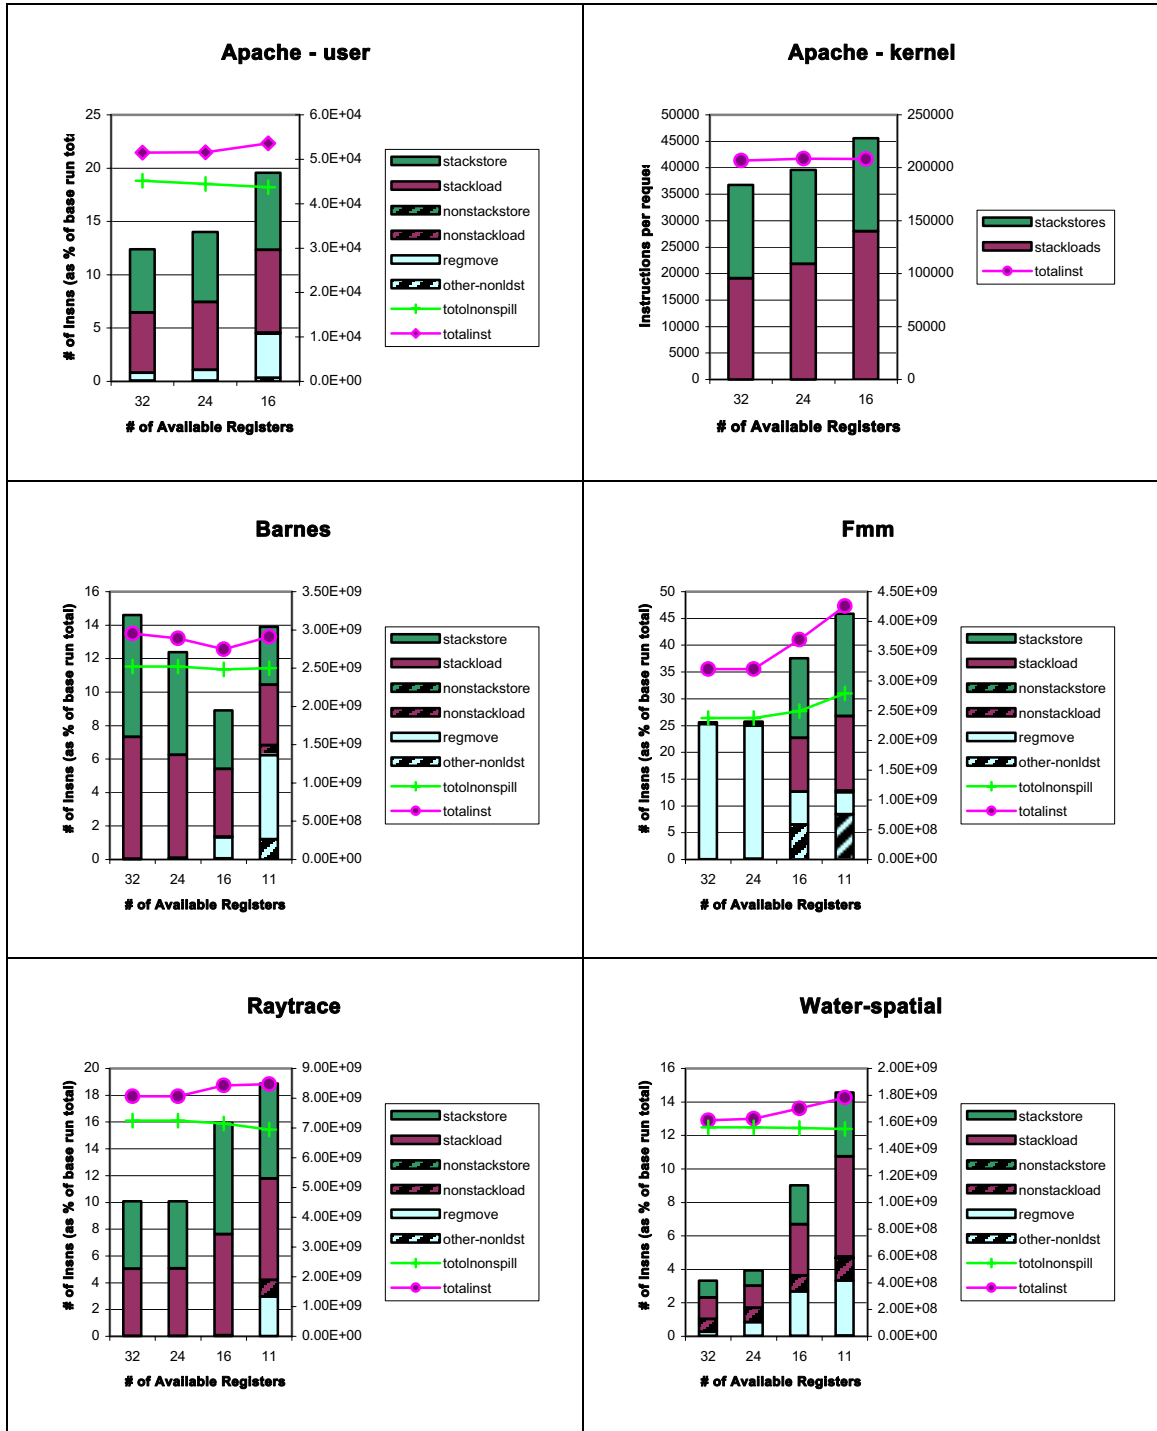 Apache - user
# of Insns (as % of base run tota
25
20
15
10
5
0
6.0E+04
5.0E+04
4.0E+04
3.0E+04
2.0E+04
1.0E+04
0.0E+00
32 24 16
# of Available Registers
stackstore
stackload
nonstackstore
nonstackload
regmove
other-nonldst
totolnonspill
totalinst
Apache - kernel
Instructions per reques
50000
45000
40000
35000
30000
25000
20000
15000
10000
5000
0
250000
200000
150000
100000
50000
0
32 24 16
# of Available Registers
stackstores
stackloads
totalinst
Barnes
# of Insns (as % of base run total)
16
14
12
10
8
6
4
2
0
3.50E+09
3.00E+09
2.50E+09
2.00E+09
1.50E+09
1.00E+09
5.00E+08
0.00E+00
32 24 16 11
# of Available Registers
stackstore
stackload
nonstackstore
nonstackload
regmove
other-nonldst
totolnonspill
totalinst
Fmm
# of Insns (as % of base run total)
50
45
40
35
30
25
20
15
10
5
0
4.50E+09
4.00E+09
3.50E+09
3.00E+09
2.50E+09
2.00E+09
1.50E+09
1.00E+09
5.00E+08
0.00E+00
32 24 16 11
# of Available Registers
stackstore
stackload
nonstackstore
nonstackload
regmove
other-nonldst
totolnonspill
totalinst
Raytrace
# of Insns (as % of base run total)
20
18
16
14
12
10
8
6
4
2
0
9.00E+09
8.00E+09
7.00E+09
6.00E+09
5.00E+09
4.00E+09
3.00E+09
2.00E+09
1.00E+09
0.00E+00
32 24 16 11
# of Available Registers
stackstore
stackload
nonstackstore
nonstackload
regmove
other-nonldst
totolnonspill
totalinst
Water-spatial
# of Insns (as % of base run total)
16
14
12
10
8
6
4
2
0
2.00E+09
1.80E+09
1.60E+09
1.40E+09
1.20E+09
1.00E+09
8.00E+08
6.00E+08
4.00E+08
2.00E+08
0.00E+00
32 24 16 11
# of Available Registers
stackstore
stackload
nonstackstore
nonstackload
regmove
other-nonldst
totolnonspill
totalinst